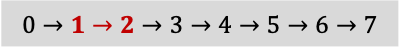 0 → 1 → 2 → 3 → 4 → 5 → 6 → 7